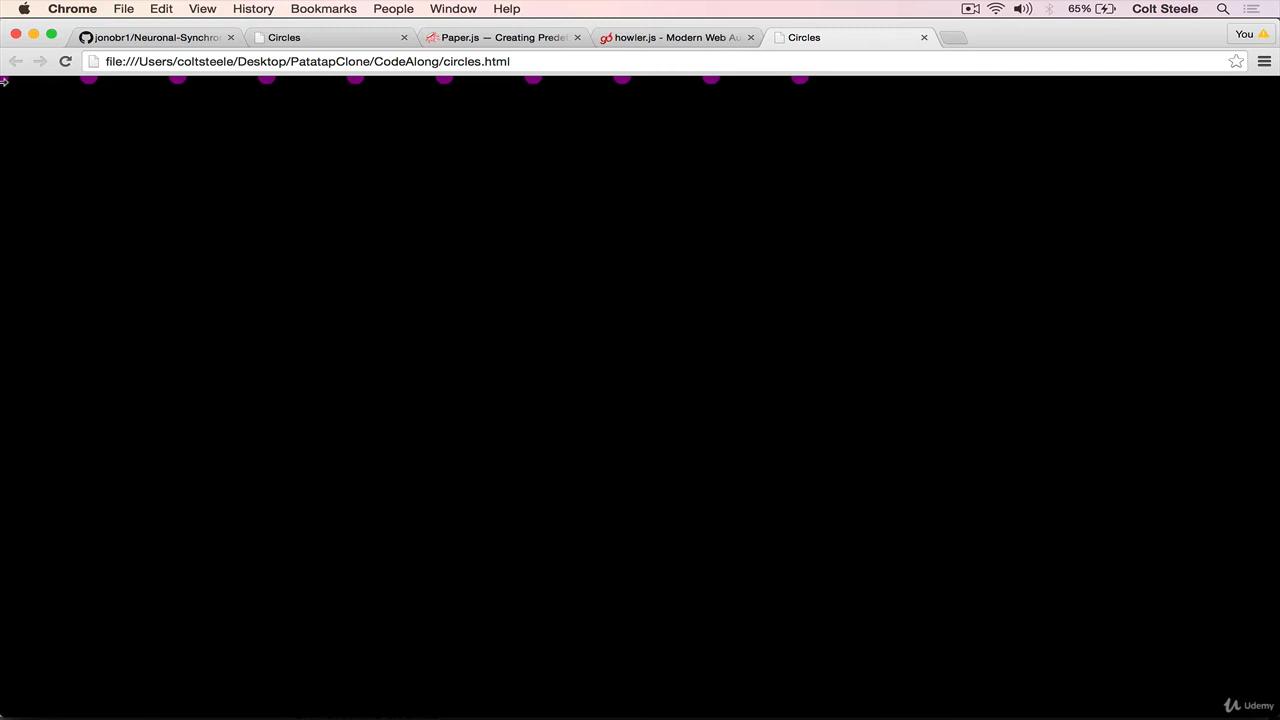 Chrome File Edit View History Bookmarks People Window Help 65% Colt Steele
jonobr1/Neuronal-Synchro Circles Paper.js — Creating Prede howler.js - Modern Web Au Circles You
file:///Users/coltsteele/Desktop/PatatapClone/CodeAlong/circles.html
Udemy